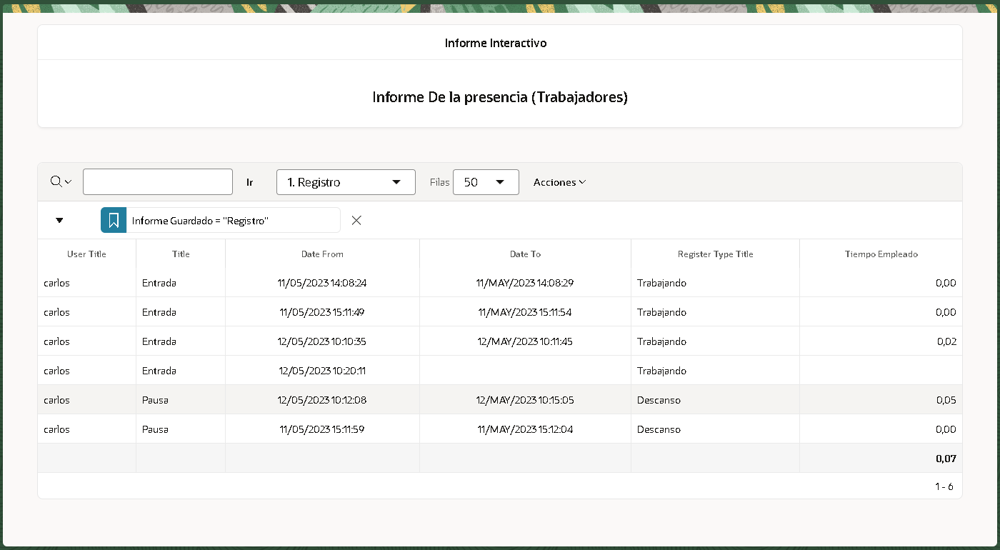 Informe Interactivo
Informe De la presencia (Trabajadores)
Ir 1. Registro Filas 50 Acciones
Informe Guardado = "Registro"
User Title Title Date From Date To Register Type Title Tiempo Empleado
carlos Entrada 11/05/2023 14:08:24 11/MAY/2023 14:08:29 Trabajando 0,00
carlos Entrada 11/05/2023 15:11:49 11/MAY/2023 15:11:54 Trabajando 0,00
carlos Entrada 12/05/2023 10:10:35 12/MAY/2023 10:11:45 Trabajando 0,02
carlos Entrada 12/05/2023 10:20:11 Trabajando
carlos Pausa 12/05/2023 10:12:08 12/MAY/2023 10:15:05 Descanso 0,05
carlos Pausa 11/05/2023 15:11:59 11/MAY/2023 15:12:04 Descanso 0,00
0,07
1 - 6